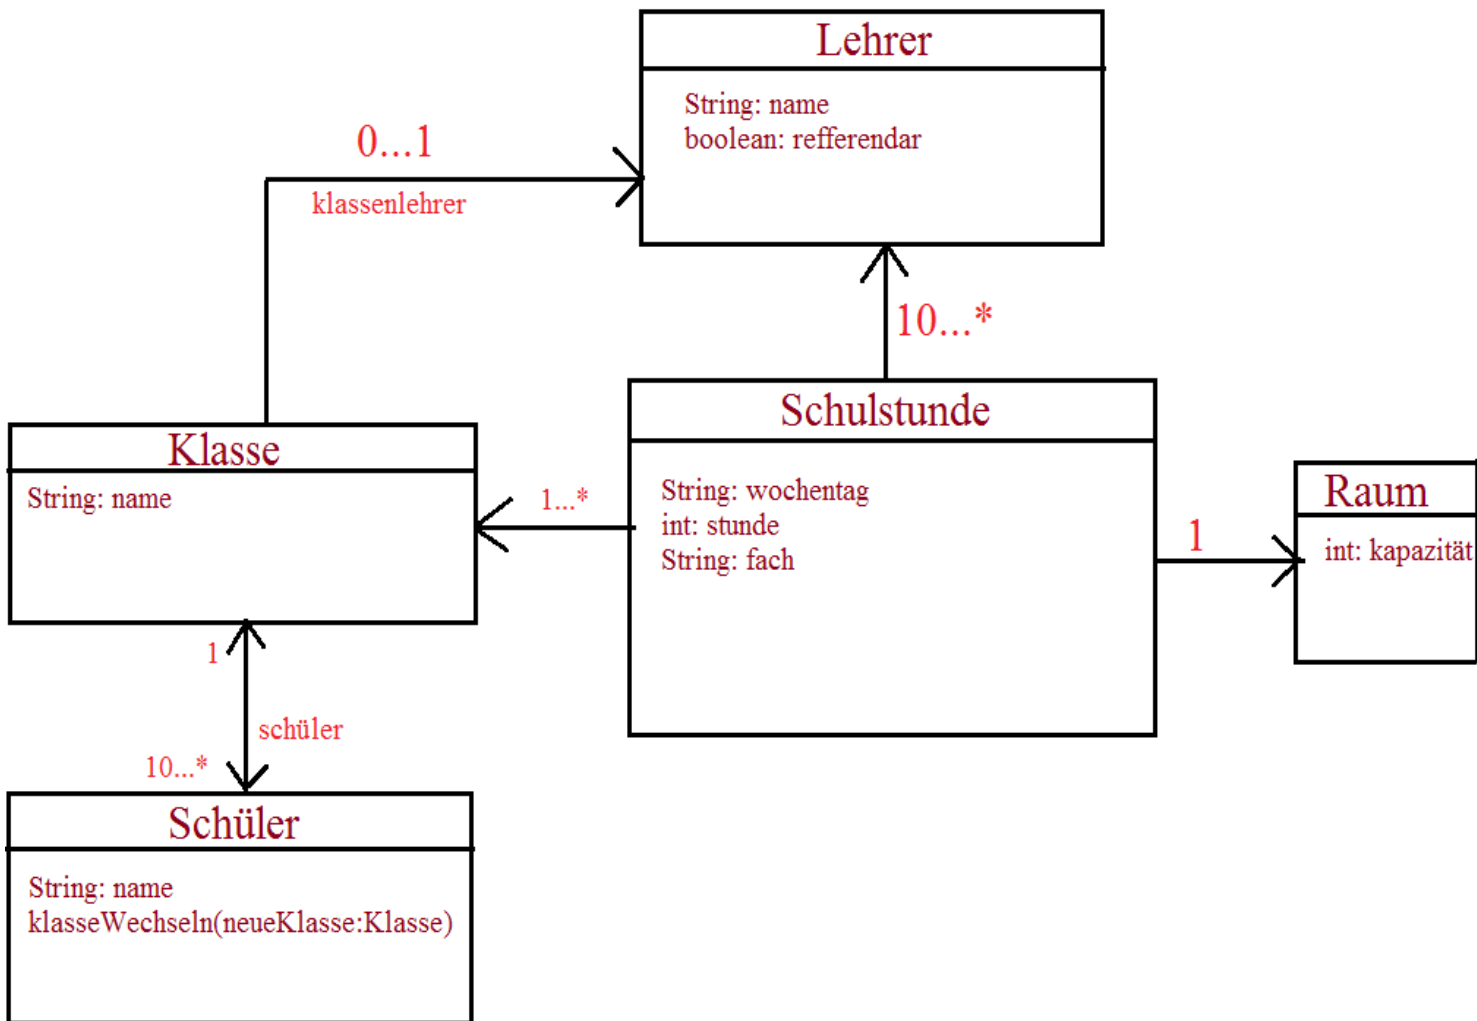 Lehrer
String: name
boolean: refferendar
0...1
klassenlehrer
10...*
Schulstunde
String: wochentag
int: stunde
String: fach
Klasse
String: name
1...*
1
Raum
int: kapazität
1
schüler
10...*
Schüler
String: name
klasseWechseln(neueKlasse:Klasse)